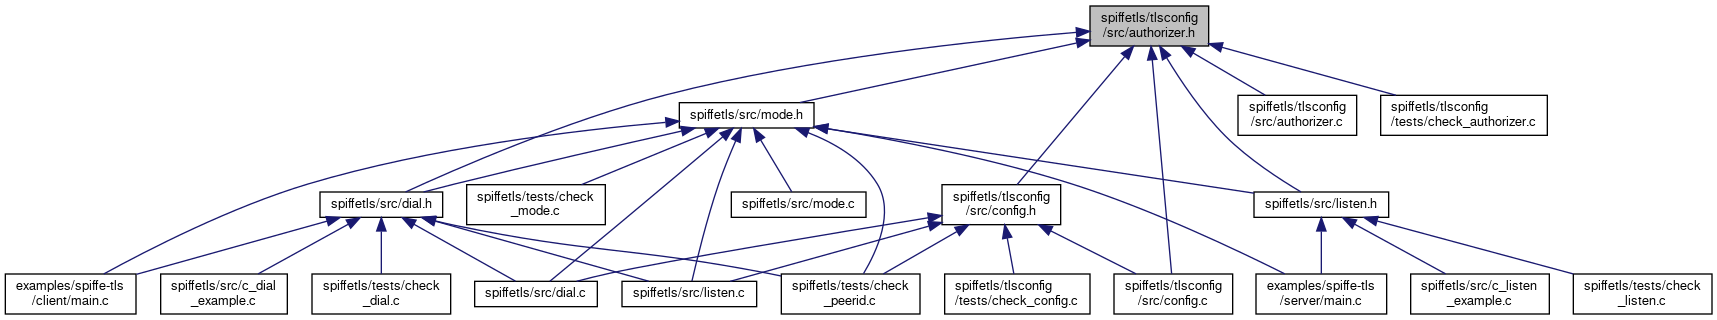 spiffetls/tlsconfig
/src/authorizer.h
spiffetls/src/mode.h
spiffetls/tlsconfig
/src/authorizer.c
spiffetls/tlsconfig
/tests/check_authorizer.c
spiffetls/src/dial.h
spiffetls/tests/check
_mode.c
spiffetls/src/mode.c
spiffetls/tlsconfig
/src/config.h
spiffetls/src/listen.h
examples/spiffe-tls
/client/main.c
spiffetls/src/c_dial
_example.c
spiffetls/tests/check
_dial.c
spiffetls/src/dial.c
spiffetls/src/listen.c
spiffetls/tests/check
_peerid.c
spiffetls/tlsconfig
/tests/check_config.c
spiffetls/tlsconfig
/src/config.c
examples/spiffe-tls
/server/main.c
spiffetls/src/c_listen
_example.c
spiffetls/tests/check
_listen.c